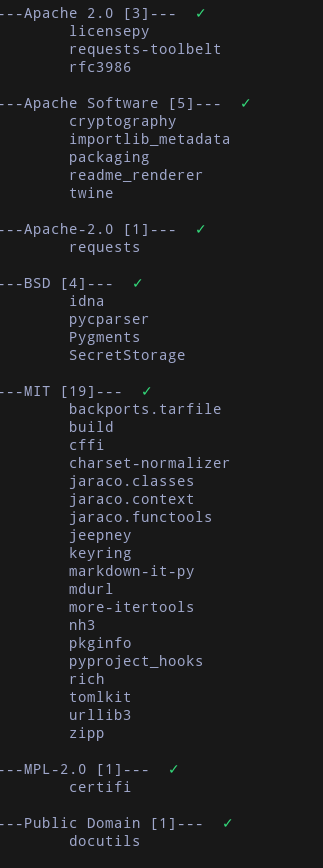 ---Apache 2.0 [3]--- ✓
licensepy
requests-toolbelt
rfc3986
---Apache Software [5]--- ✓
cryptography
importlib_metadata
packaging
readme_renderer
twine
---Apache-2.0 [1]--- ✓
requests
---BSD [4]--- ✓
idna
pycparser
Pygments
SecretStorage
---MIT [19]--- ✓
backports.tarfile
build
cffi
charset-normalizer
jaraco.classes
jaraco.context
jaraco.functools
jeepney
keyring
markdown-it-py
mdurl
more-itertools
nh3
pkginfo
pyproject_hooks
rich
tomlkit
urllib3
zipp
---MPL-2.0 [1]--- ✓
certifi
---Public Domain [1]--- ✓
docutils